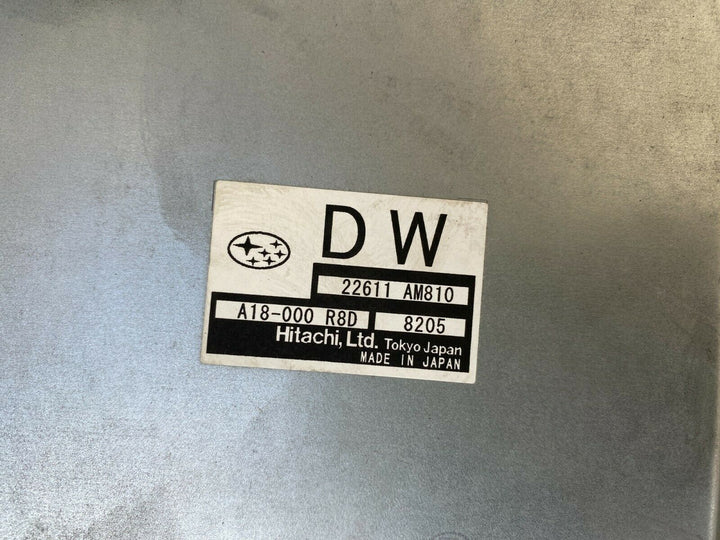 DW
22611 AM810
A18-000 R8D 8205
Hitachi, Ltd. Tokyo Japan
MADE IN JAPAN